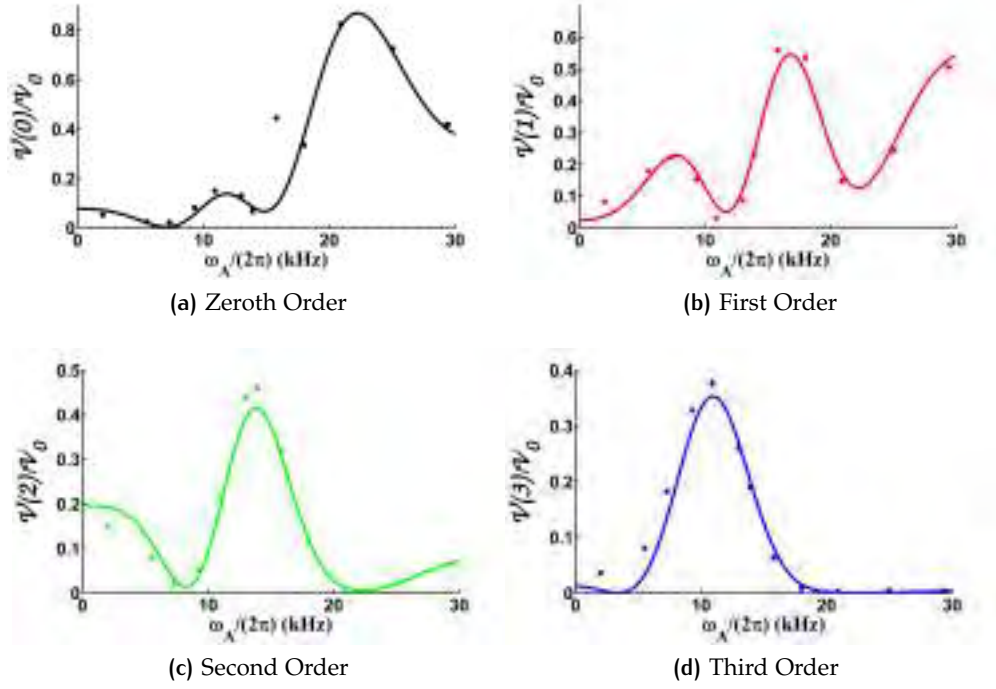 0.8
0.4
0
0 10 20 30
𝒱(0)/𝒱₀
ω_A/(2π) (kHz)
(a) Zeroth Order
0.6
0.5
0.4
0.3
0.2
0.1
0
0 10 20 30
𝒱(1)/𝒱₀
ω_A/(2π) (kHz)
(b) First Order
0.5
0.4
0.3
0.2
0.1
0
0 10 20 30
𝒱(2)/𝒱₀
ω_A/(2π) (kHz)
(c) Second Order
0.4
0.3
0.2
0.1
0
0 10 20 30
𝒱(3)/𝒱₀
ω_A/(2π) (kHz)
(d) Third Order